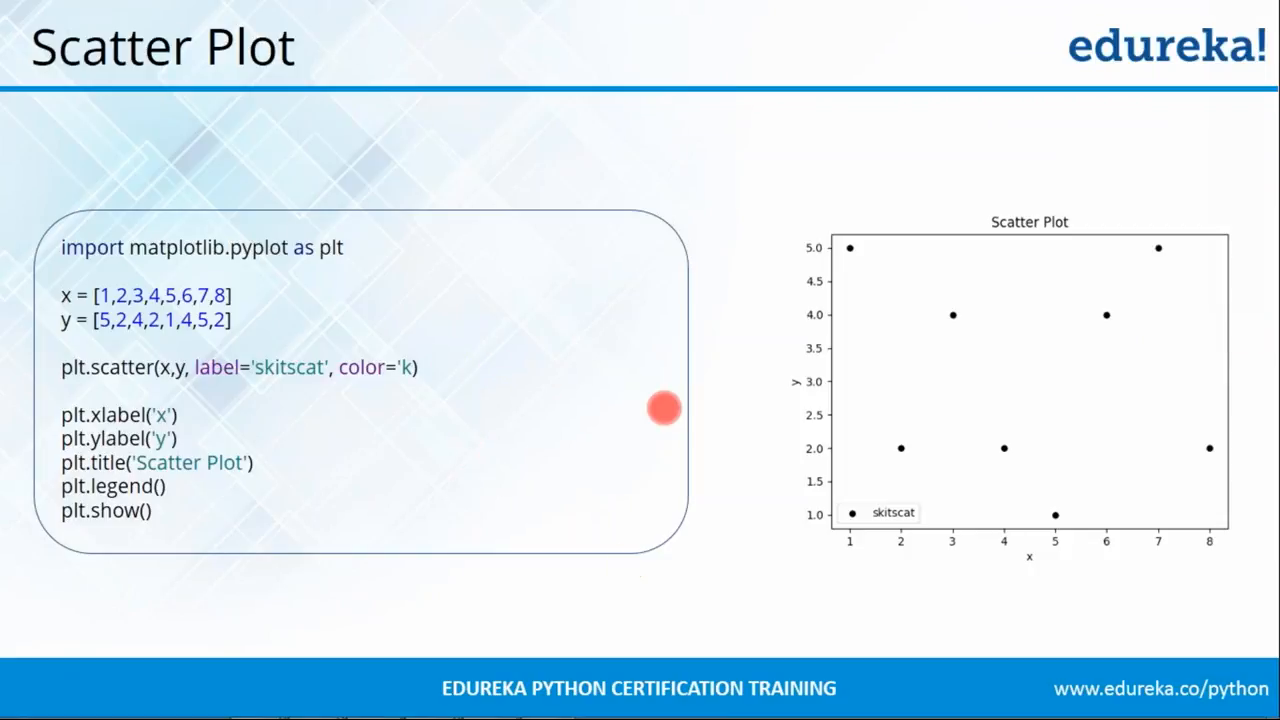 Scatter Plot
edureka!
import matplotlib.pyplot as plt
x = [1,2,3,4,5,6,7,8]
y = [5,2,4,2,1,4,5,2]
plt.scatter(x,y, label='skitscat', color='k)
plt.xlabel('x')
plt.ylabel('y')
plt.title('Scatter Plot')
plt.legend()
plt.show()
Scatter Plot
5.0
4.5
4.0
3.5
3.0
2.5
2.0
1.5
1.0
y
skitscat
1 2 3 4 5 6 7 8
x
EDUREKA PYTHON CERTIFICATION TRAINING
www.edureka.co/python